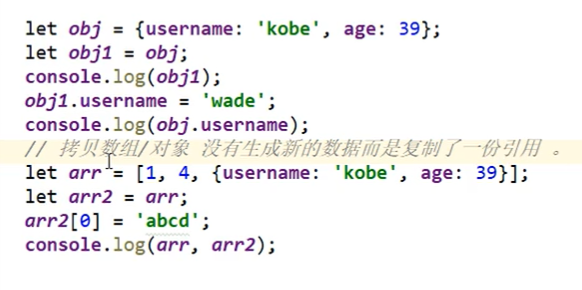 let obj = {username: 'kobe', age: 39};
let obj1 = obj;
console.log(obj1);
obj1.username = 'wade';
console.log(obj.username);
// 拷贝数组/对象 没有生成新的数据而是复制了一份引用 。
let arr = [1, 4, {username: 'kobe', age: 39}];
let arr2 = arr;
arr2[0] = 'abcd';
console.log(arr, arr2);